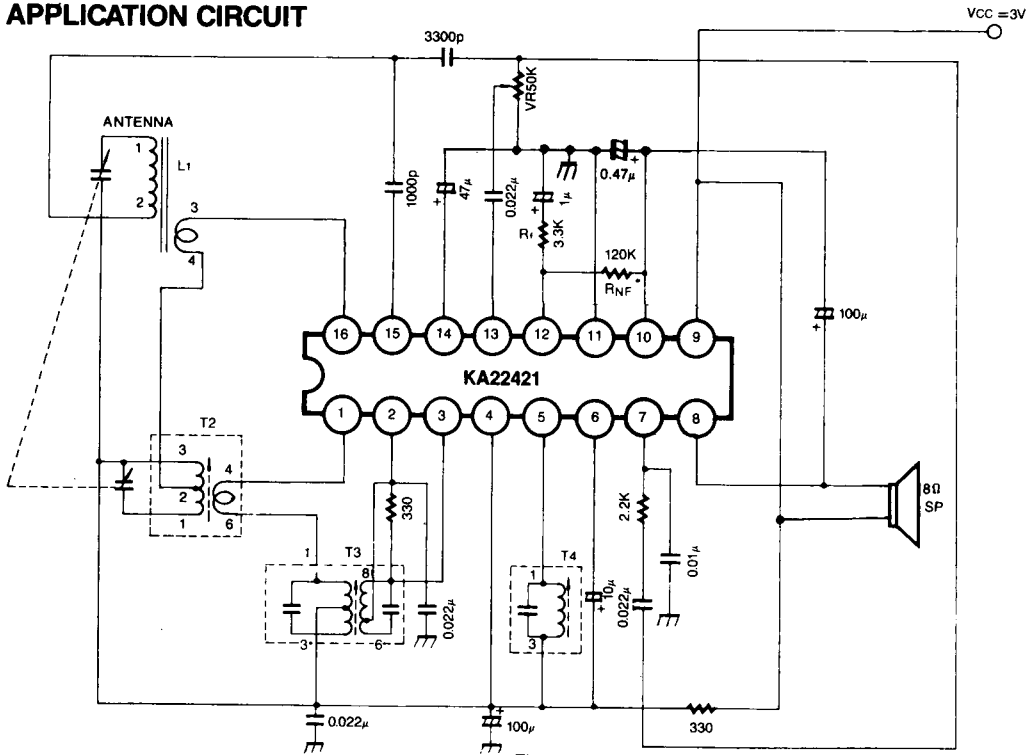 APPLICATION CIRCUIT
VCC =3V
3300p
VR50K
ANTENNA
1
L1
2
3
4
1000p
47μ
+
0.022μ
1μ
+
Rf
3.3K
0.47μ
+
120K
RNF
100μ
+
16
15
14
13
12
11
10
9
KA22421
1
2
3
4
5
6
7
8
T2
3
4
2
1
6
330
2.2K
8Ω
SP
1
T3
8
3
6
0.022μ
T4
1
3
10μ
+
0.022μ
0.01μ
0.022μ
+
100μ
330